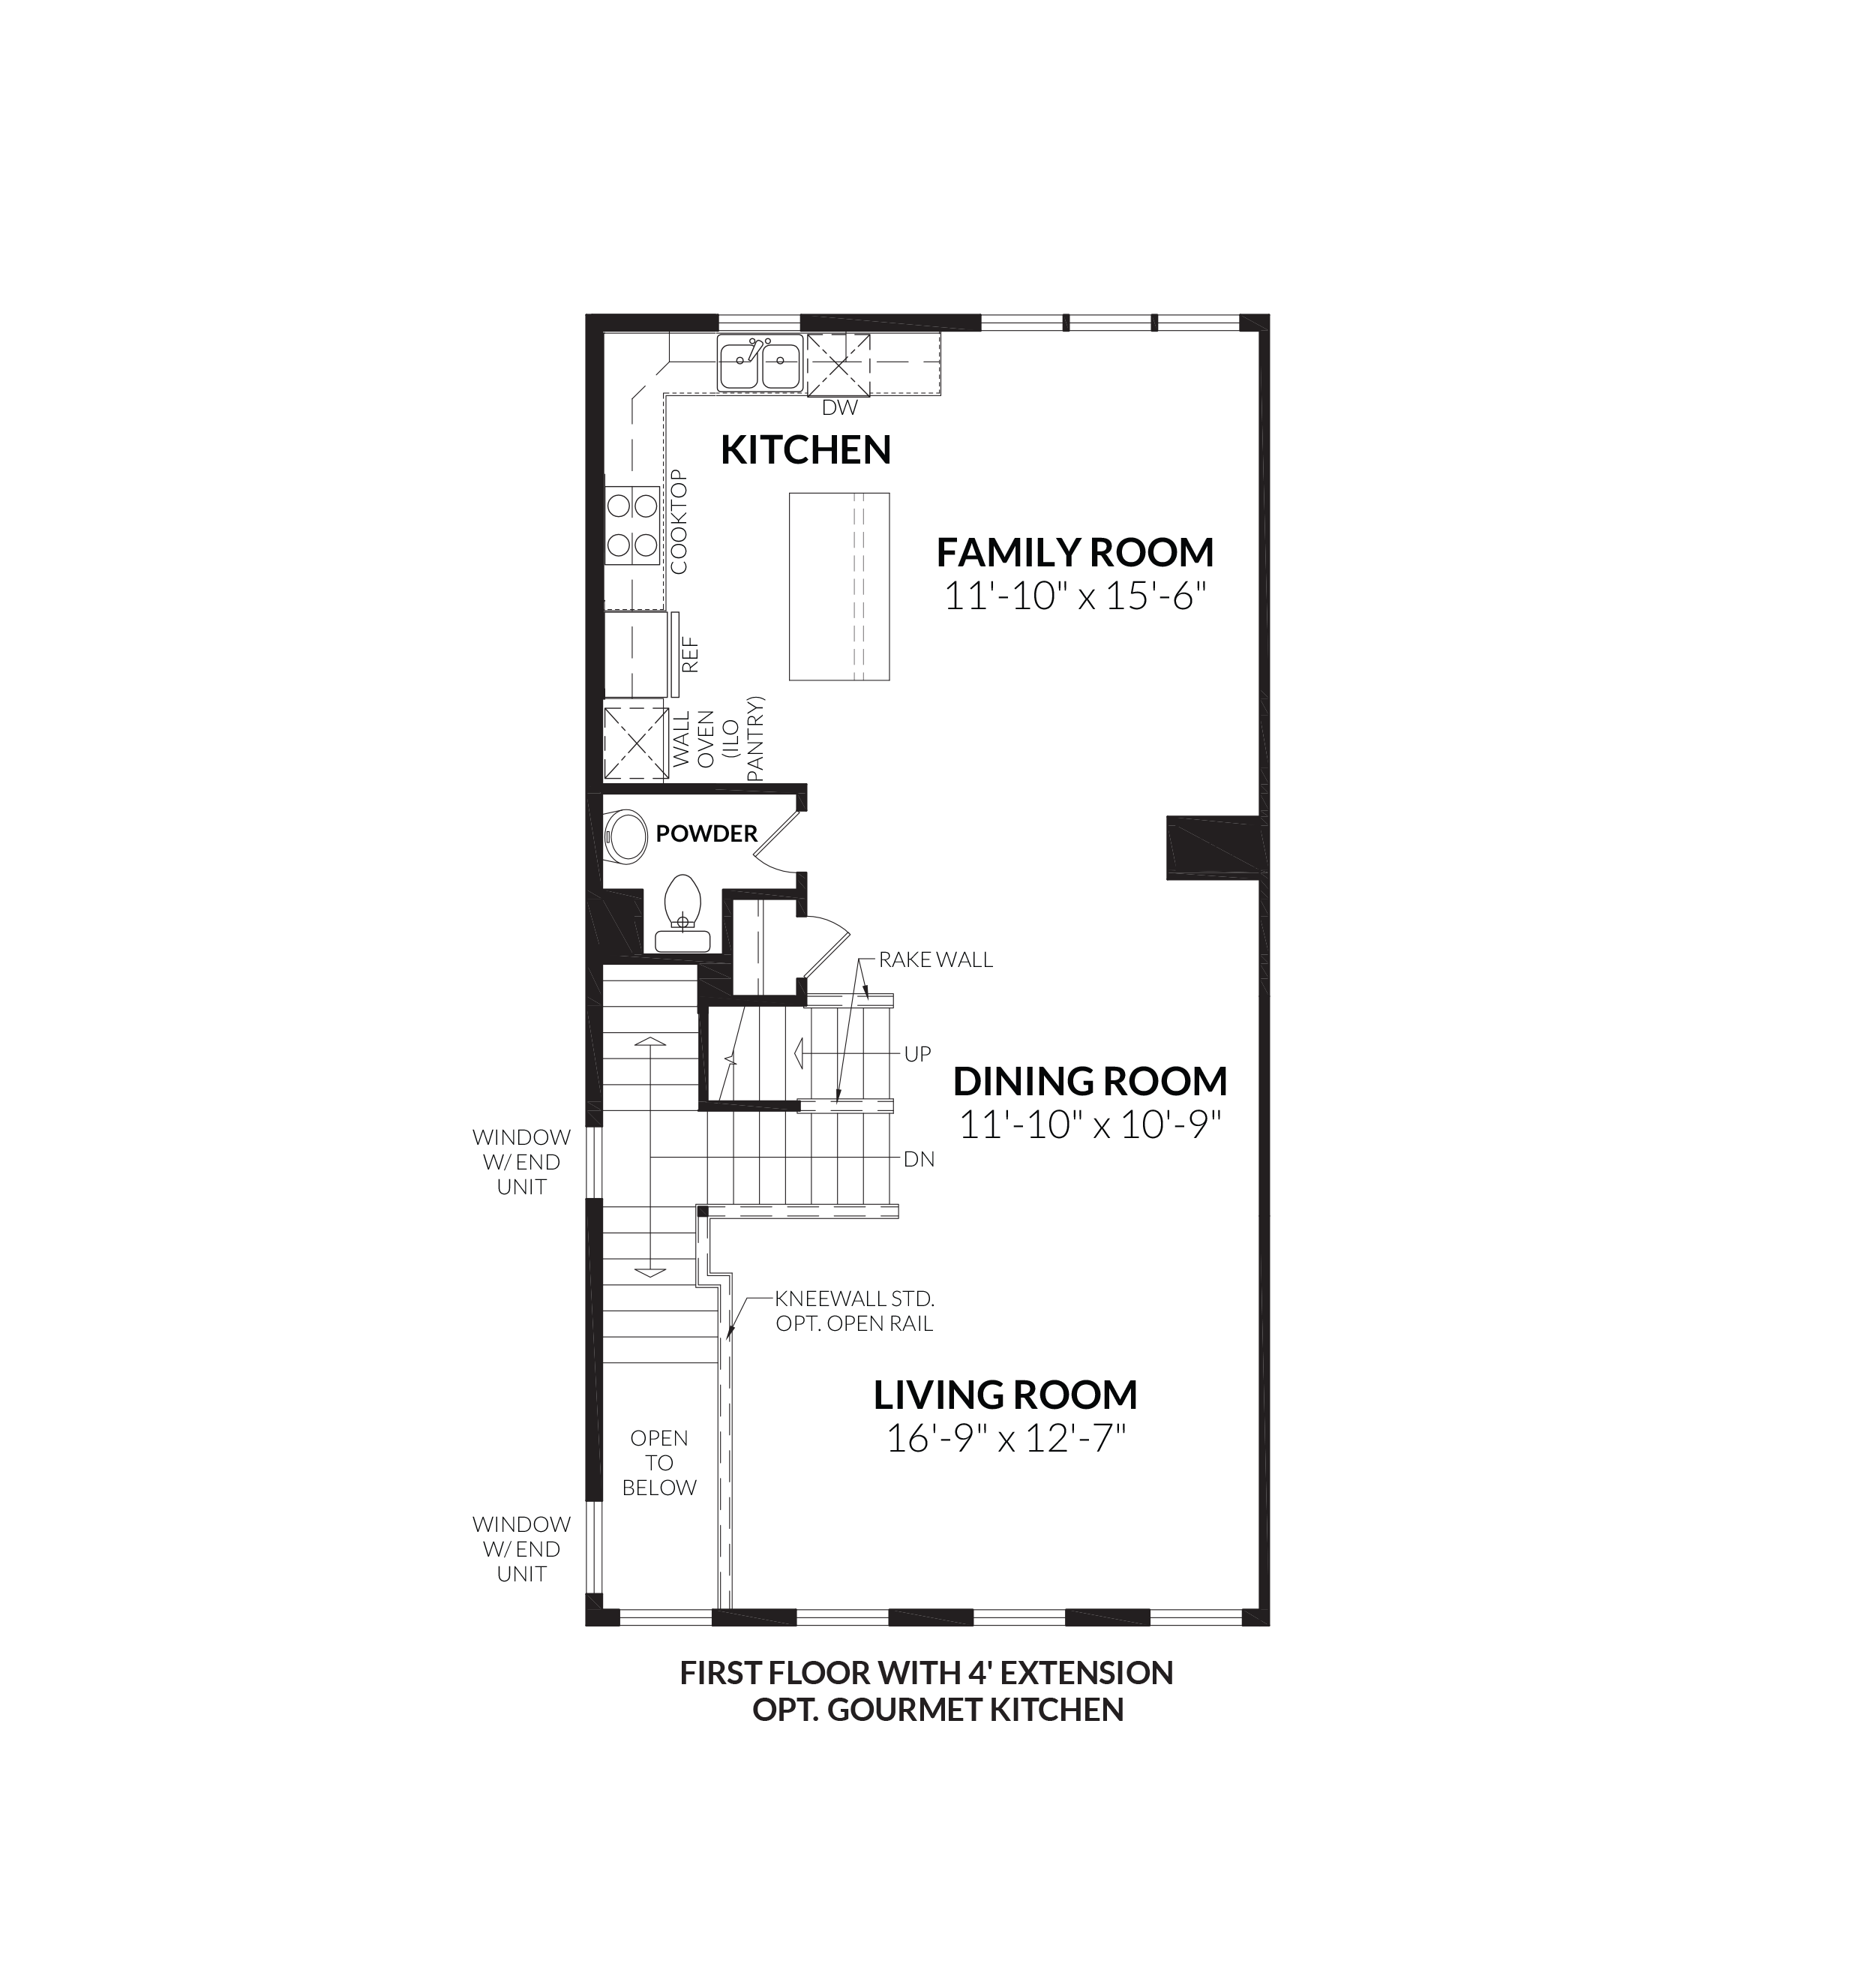 DW
KITCHEN
COOKTOP
FAMILY ROOM
11'-10" x 15'-6"
REF
WALL
OVEN
(ILO
PANTRY)
POWDER
RAKE WALL
UP
DINING ROOM
11'-10" x 10'-9"
WINDOW
W/ END
UNIT
DN
KNEEWALL STD.
OPT. OPEN RAIL
LIVING ROOM
16'-9" x 12'-7"
OPEN
TO
BELOW
WINDOW
W/ END
UNIT
FIRST FLOOR WITH 4' EXTENSION
OPT. GOURMET KITCHEN